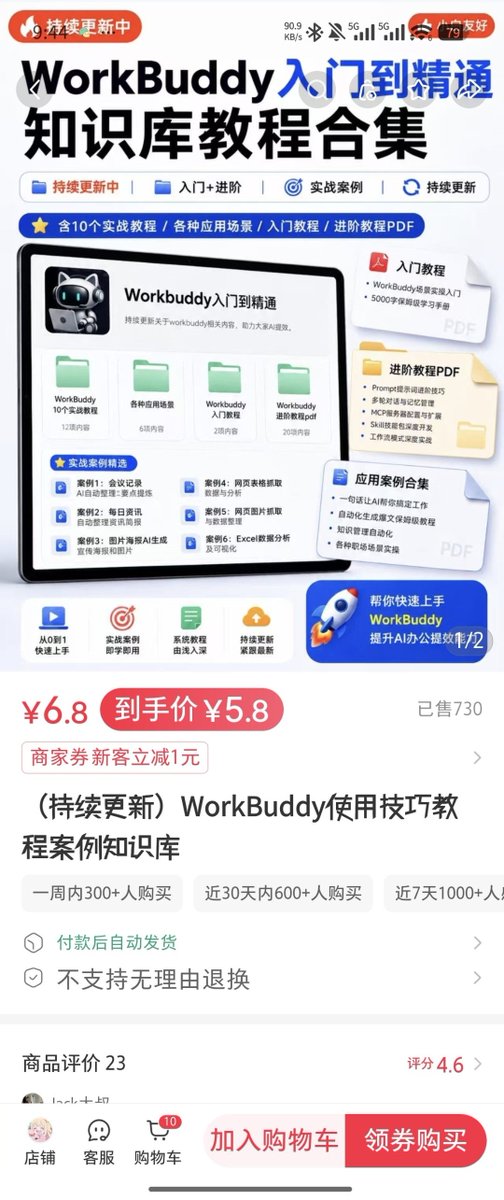 持续更新中
小白友好
9:44
90.9 KB/s
5G
5G
79
WorkBuddy入门到精通
知识库教程合集
持续更新中 | 入门+进阶 | 实战案例 | 持续更新
含10个实战教程 / 各种应用场景 / 入门教程 / 进阶教程PDF
Workbuddy入门到精通
持续更新关于workbuddy相关内容，助力大家AI提效。
WorkBuddy
10个实战教程
12项内容
各种应用场景
6项内容
WorkBuddy
入门教程
2项内容
Workbuddy
进阶教程pdf
20项内容
实战案例精选
案例1：会议记录
AI自动整理+要点提炼
案例2：每日资讯
自动整理资讯简报
案例3：图片海报AI生成
宣传海报和图片
案例4：网页表格抓取
数据与分析
案例5：网页图片抓取
与数据整理
案例6：Excel数据分析
及可视化
入门教程
• WorkBuddy场景实操入门
• 5000字保姆级学习手册
PDF
进阶教程PDF
• Prompt提示词进阶技巧
• 多轮对话与记忆管理
• MCP服务器配置与扩展
• Skill技能包深度开发
• 工作流模式深度实战
应用案例合集
• 一句话让AI帮你搞定工作
• 自动化生成爆文保姆级教程
• 知识管理自动化
• 各种职场场景实操
PDF
从0到1
快速上手
实战案例
即学即用
系统教程
由浅入深
持续更新
紧跟最新
帮你快速上手
WorkBuddy
提升AI办公提效能力
1/2
¥6.8
到手价 ¥5.8
已售730
商家券 新客立减1元
（持续更新）WorkBuddy使用技巧教
程案例知识库
一周内300+人购买
近30天内600+人购买
近7天1000+人
付款后自动发货
不支持无理由退换
商品评价 23
评分 4.6
Jack大叔
10
店铺
客服
购物车
加入购物车
领券购买